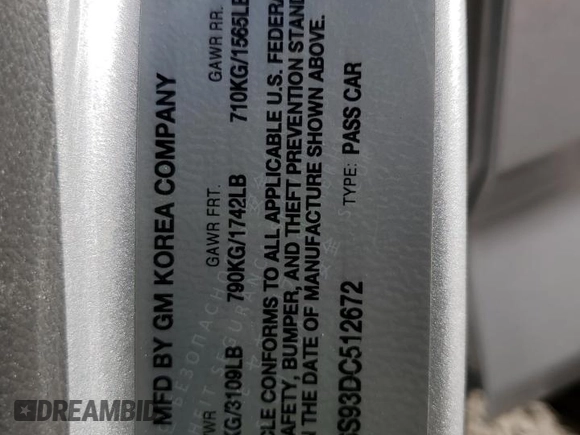 MFD BY GM KOREA COMPANY
GAWR FRT. GAWR RR.
KG/3109LB 790KG/1742LB 710KG/1565LB
CLE CONFORMS TO ALL APPLICABLE U.S. FEDERA
AFETY, BUMPER, AND THEFT PREVENTION STAND
N THE DATE OF MANUFACTURE SHOWN ABOVE.
S93DC512672 TYPE: PASS CAR
DREAMBID